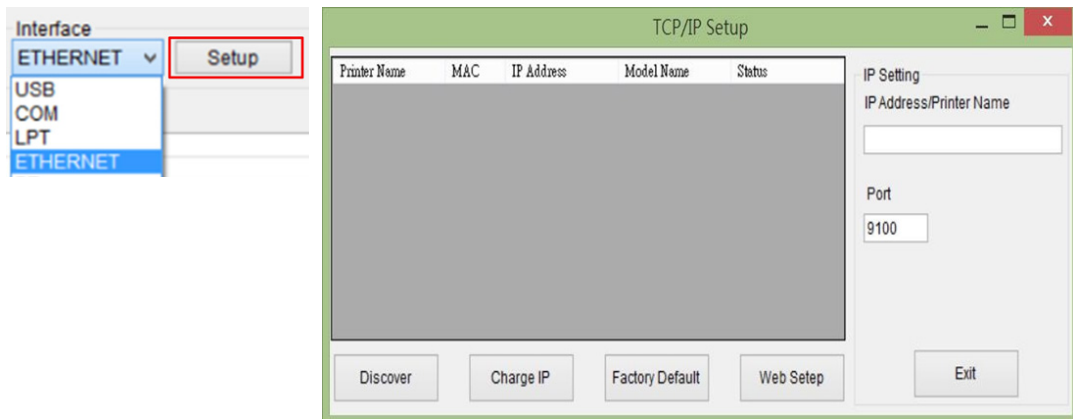 Interface
ETHERNET
Setup
USB
COM
LPT
ETHERNET
TCP/IP Setup
Printer Name MAC IP Address Model Name Status
IP Setting
IP Address/Printer Name
Port
9100
Discover Charge IP Factory Default Web Setep Exit